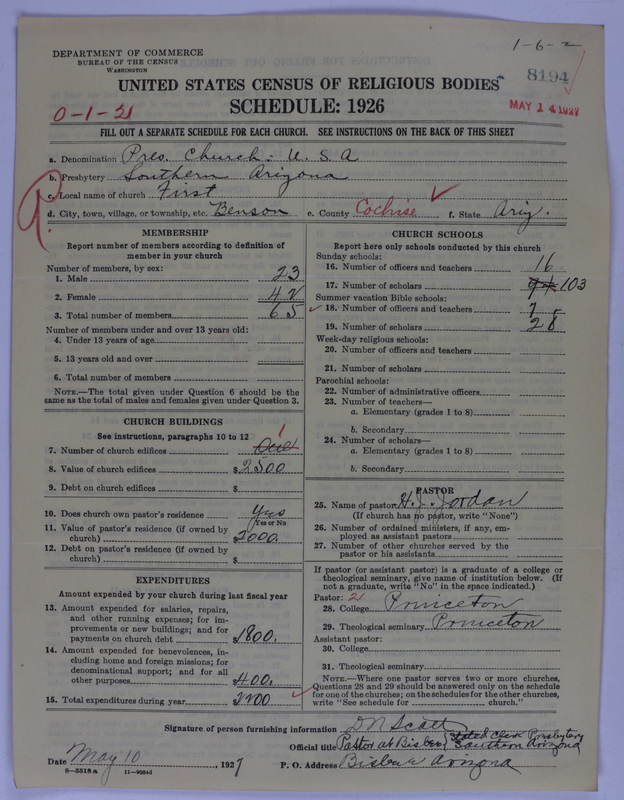 1-6-2
DEPARTMENT OF COMMERCE
BUREAU OF THE CENSUS
WASHINGTON
8194
UNITED STATES CENSUS OF RELIGIOUS BODIES
SCHEDULE: 1926
0-1-21
MAY 14 1927
FILL OUT A SEPARATE SCHEDULE FOR EACH CHURCH. SEE INSTRUCTIONS ON THE BACK OF THIS SHEET
a. Denomination Pres. Church: U.S.A
b. Presbytery Southern Arizona
c. Local name of church First
d. City, town, village, or township, etc. Benson e. County Cochise f. State Ariz.
MEMBERSHIP
Report number of members according to definition of
member in your church
Number of members, by sex:
1. Male 23
2. Female 42
3. Total number of members 65
Number of members under and over 13 years old:
4. Under 13 years of age
5. 13 years old and over
6. Total number of members
NOTE.—The total given under Question 6 should be
same as the total of males and females given under Question 3.
CHURCH BUILDINGS
See instructions, paragraphs 10 to 12
7. Number of church edifices One 1
8. Value of church edifices $2500
9. Debt on church edifices $
10. Does church own pastor's residence Yes
Yes or No
11. Value of pastor's residence (if owned by
church) $2000.
12. Debt on pastor's residence (if owned by
church) $
EXPENDITURES
Amount expended by your church during last fiscal year
13. Amount expended for salaries, repairs,
and other running expenses; for im-
provements or new buildings; and for
payments on church debt $1800.
14. Amount expended for benevolences, in-
cluding home and foreign missions; for
denominational support; and for all
other purposes $400.
15. Total expenditures during year $2200
CHURCH SCHOOLS
Report here only schools conducted by this church
Sunday schools:
16. Number of officers and teachers 16
17. Number of scholars 103
Summer vacation Bible schools:
18. Number of officers and teachers 7
19. Number of scholars 28
Week-day religious schools:
20. Number of officers and teachers
21. Number of scholars
Parochial schools:
22. Number of administrative officers
23. Number of teachers—
a. Elementary (grades 1 to 8)
b. Secondary
24. Number of scholars—
a. Elementary (grades 1 to 8)
b. Secondary
PASTOR
25. Name of pastor H. J. Jordan
(If church has no pastor, write "None")
26. Number of ordained ministers, if any, em-
ployed as assistant pastors
27. Number of other churches served by the
pastor or his assistants
If pastor (or assistant pastor) is a graduate of a college or
theological seminary, give name of institution below. (If
not a graduate, write "No" in the space indicated.)
Pastor: 21
28. College Princeton
29. Theological seminary Princeton
Assistant pastor:
30. College
31. Theological seminary
NOTE.—Where one pastor serves two or more churches,
Questions 28 and 29 should be answered only on the schedule
for one of the churches; on the schedules for the other churches,
write "See schedule for church."
Signature of person furnishing information D N Scott
Official title Pastor at Bisbee Stated Clerk Presbytery
Southern Arizona
Date May 10, 1927 P. O. Address Bisbee Arizona
8-5318 a